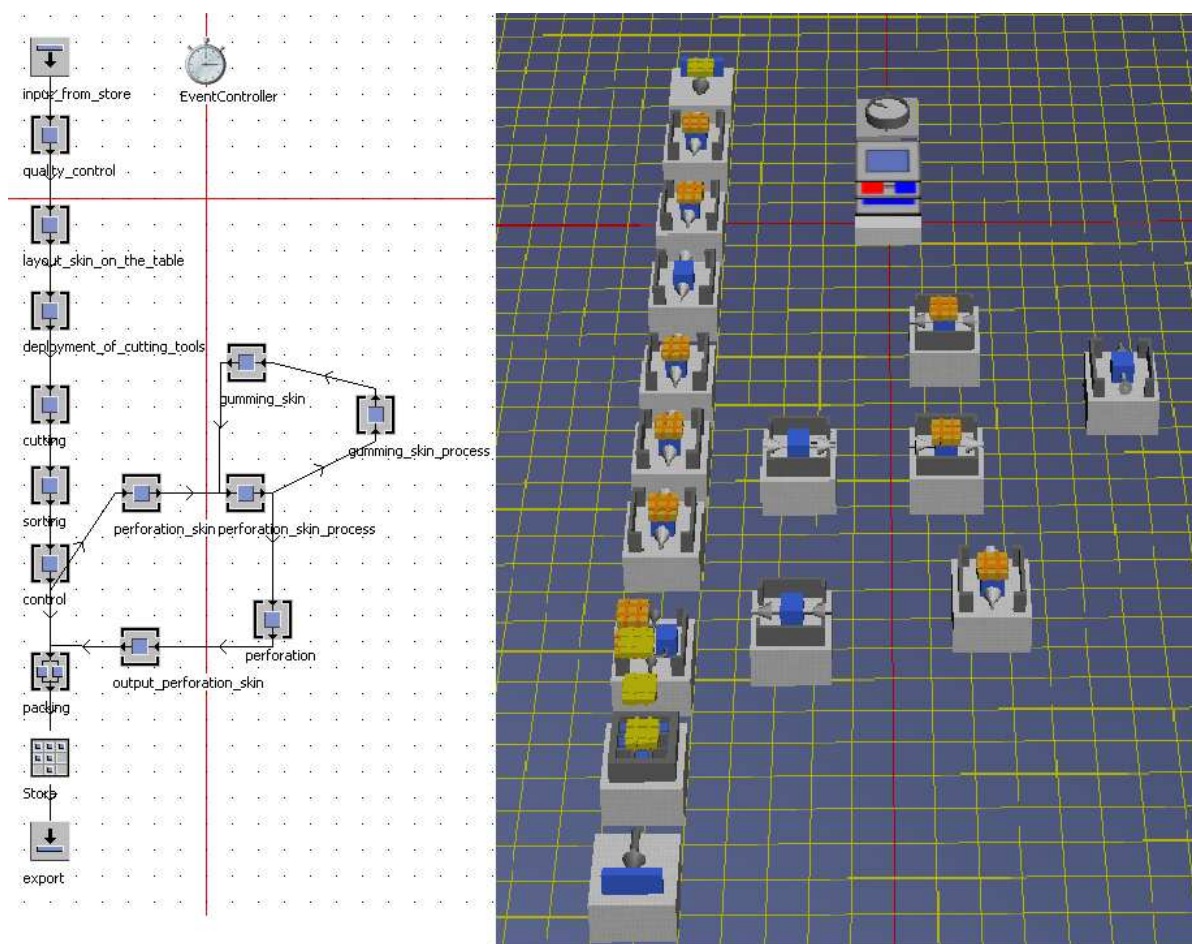 input_from_store
EventController
quality_control
layout_skin_on_the_table
deployment_of_cutting_tools
gumming_skin
cutting
gumming_skin_process
sorting
perforation_skin
perforation_skin_process
control
perforation
output_perforation_skin
packing
Store
export